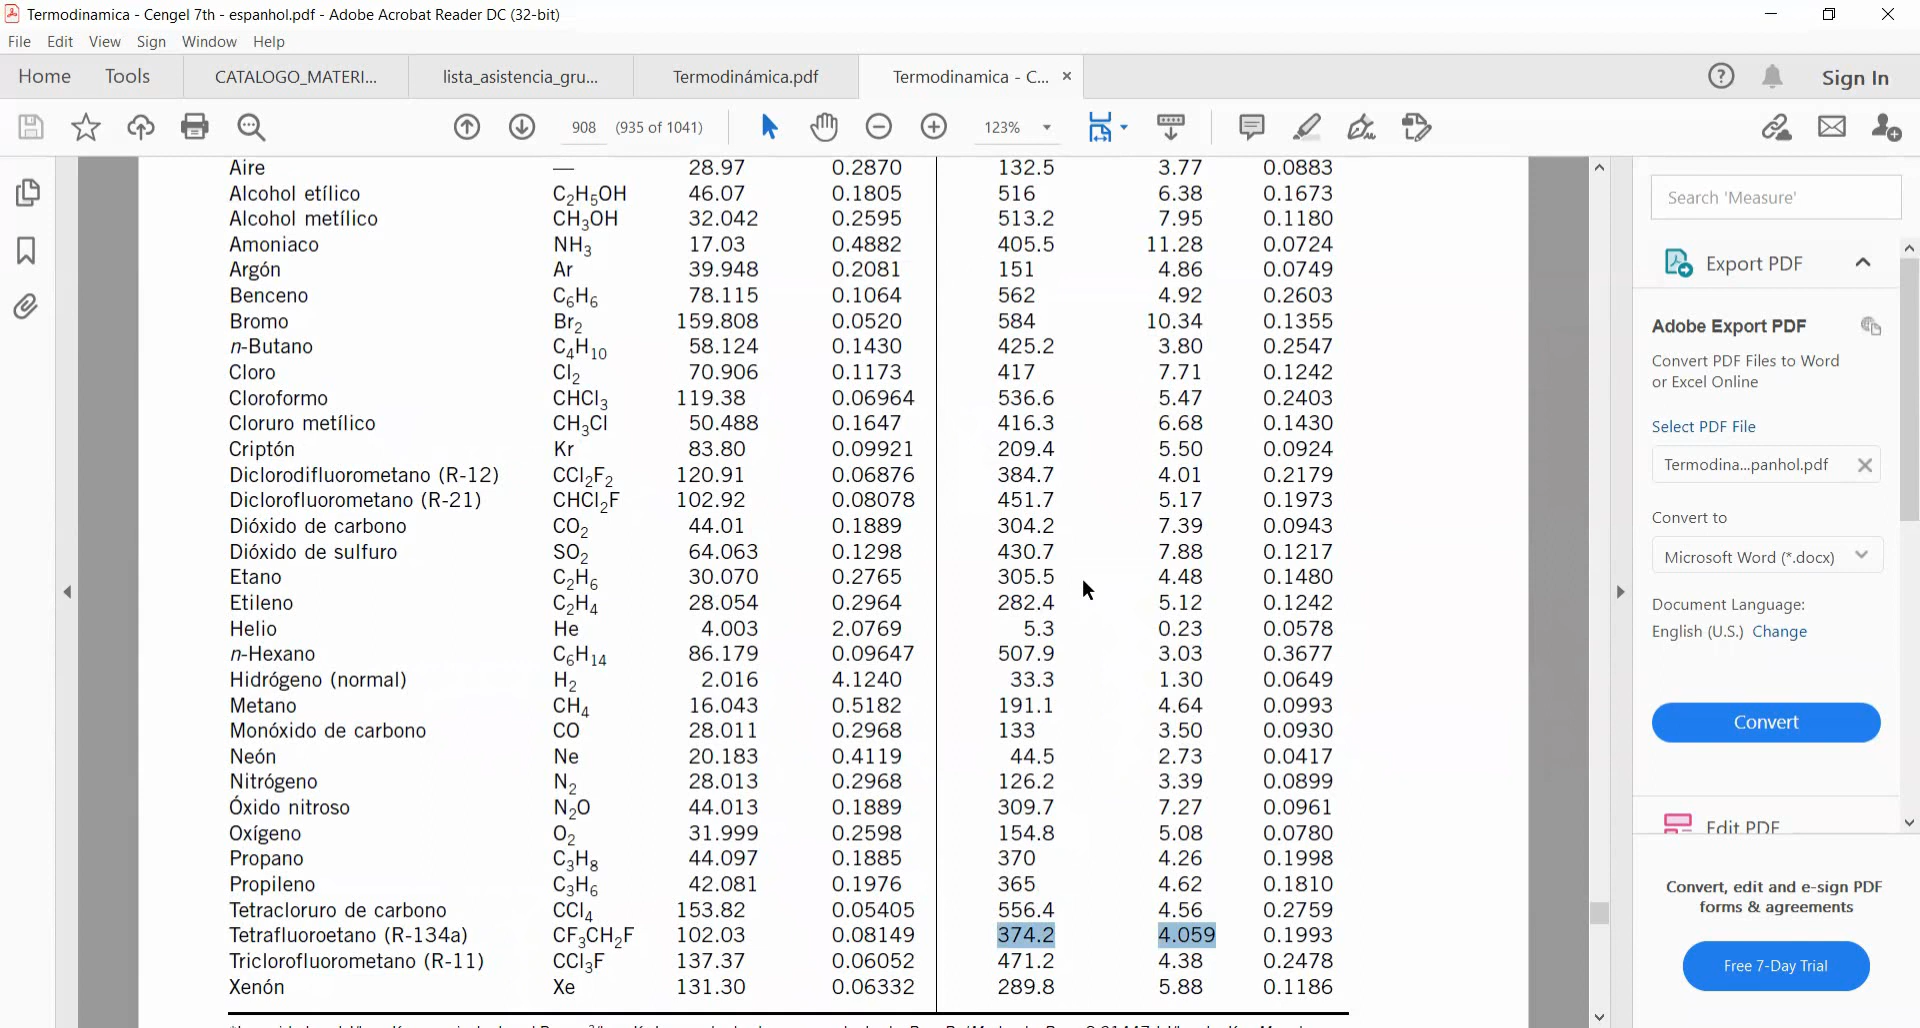 Termodinamica - Cengel 7th - espanhol.pdf - Adobe Acrobat Reader DC (32-bit)
File Edit View Sign Window Help
Home Tools CATALOGO_MATERI... lista_asistencia_gru... Termodinámica.pdf Termodinamica - C... × Sign In
908 (935 of 1041) 123%
Aire — 28.97 0.2870 132.5 3.77 0.0883
Alcohol etílico C₂H₅OH 46.07 0.1805 516 6.38 0.1673
Alcohol metílico CH₃OH 32.042 0.2595 513.2 7.95 0.1180
Amoniaco NH₃ 17.03 0.4882 405.5 11.28 0.0724
Argón Ar 39.948 0.2081 151 4.86 0.0749
Benceno C₆H₆ 78.115 0.1064 562 4.92 0.2603
Bromo Br₂ 159.808 0.0520 584 10.34 0.1355
n-Butano C₄H₁₀ 58.124 0.1430 425.2 3.80 0.2547
Cloro Cl₂ 70.906 0.1173 417 7.71 0.1242
Cloroformo CHCl₃ 119.38 0.06964 536.6 5.47 0.2403
Cloruro metílico CH₃Cl 50.488 0.1647 416.3 6.68 0.1430
Criptón Kr 83.80 0.09921 209.4 5.50 0.0924
Diclorodifluorometano (R-12) CCl₂F₂ 120.91 0.06876 384.7 4.01 0.2179
Diclorofluorometano (R-21) CHCl₂F 102.92 0.08078 451.7 5.17 0.1973
Dióxido de carbono CO₂ 44.01 0.1889 304.2 7.39 0.0943
Dióxido de sulfuro SO₂ 64.063 0.1298 430.7 7.88 0.1217
Etano C₂H₆ 30.070 0.2765 305.5 4.48 0.1480
Etileno C₂H₄ 28.054 0.2964 282.4 5.12 0.1242
Helio He 4.003 2.0769 5.3 0.23 0.0578
n-Hexano C₆H₁₄ 86.179 0.09647 507.9 3.03 0.3677
Hidrógeno (normal) H₂ 2.016 4.1240 33.3 1.30 0.0649
Metano CH₄ 16.043 0.5182 191.1 4.64 0.0993
Monóxido de carbono CO 28.011 0.2968 133 3.50 0.0930
Neón Ne 20.183 0.4119 44.5 2.73 0.0417
Nitrógeno N₂ 28.013 0.2968 126.2 3.39 0.0899
Óxido nitroso N₂O 44.013 0.1889 309.7 7.27 0.0961
Oxígeno O₂ 31.999 0.2598 154.8 5.08 0.0780
Propano C₃H₈ 44.097 0.1885 370 4.26 0.1998
Propileno C₃H₆ 42.081 0.1976 365 4.62 0.1810
Tetracloruro de carbono CCl₄ 153.82 0.05405 556.4 4.56 0.2759
Tetrafluoroetano (R-134a) CF₃CH₂F 102.03 0.08149 374.2 4.059 0.1993
Triclorofluorometano (R-11) CCl₃F 137.37 0.06052 471.2 4.38 0.2478
Xenón Xe 131.30 0.06332 289.8 5.88 0.1186
Search 'Measure'
Export PDF
Adobe Export PDF
Convert PDF Files to Word
or Excel Online
Select PDF File
Termodina...panhol.pdf
Convert to
Microsoft Word (*.docx)
Document Language:
English (U.S.) Change
Convert
Edit PDF
Convert, edit and e-sign PDF
forms & agreements
Free 7-Day Trial